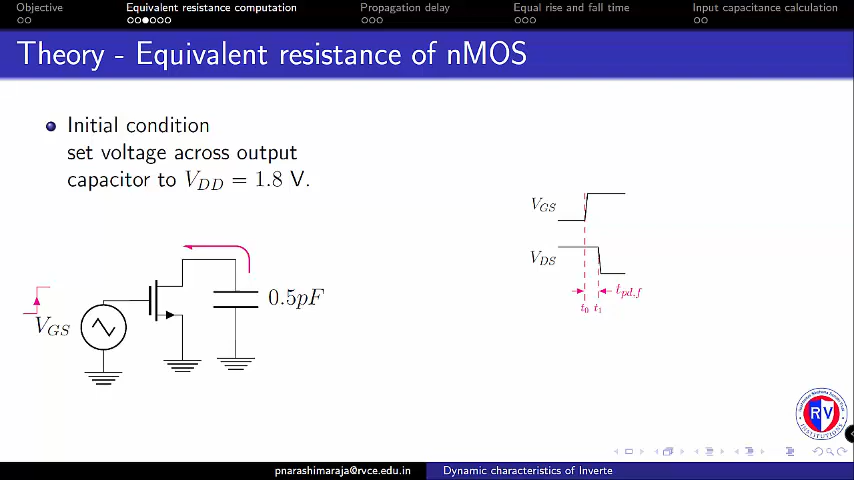 Objective
Equivalent resistance computation
Propagation delay
Equal rise and fall time
Input capacitance calculation
Theory - Equivalent resistance of nMOS
Initial condition
set voltage across output
capacitor to VDD = 1.8 V.
VGS
VDS
tpd,f
t0 t1
0.5pF
VGS
RV
INSTITUTIONS
pnarashimaraja@rvce.edu.in
Dynamic characteristics of Inverte